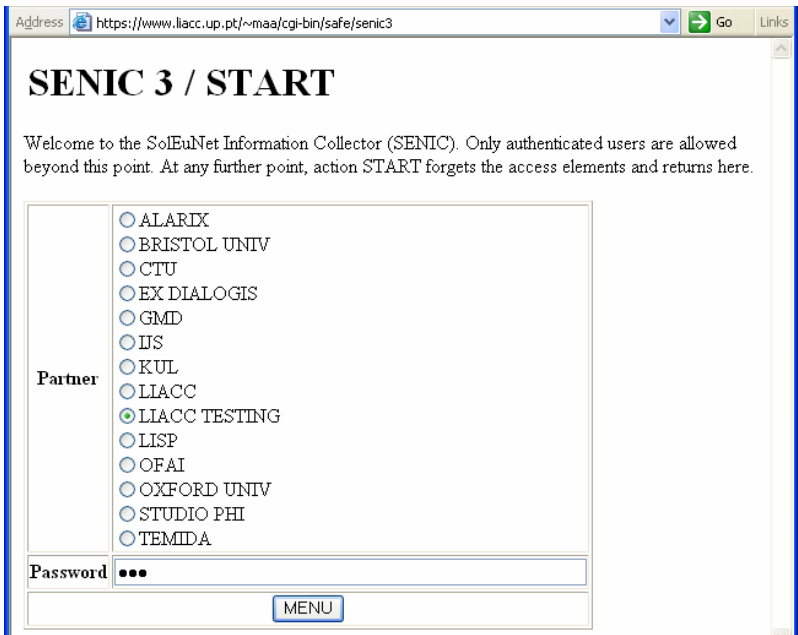 Address https://www.liacc.up.pt/~maa/cgi-bin/safe/senic3 Go Links
SENIC 3 / START
Welcome to the SolEuNet Information Collector (SENIC). Only authenticated users are allowed
beyond this point. At any further point, action START forgets the access elements and returns here.
Partner
ALARIX
BRISTOL UNIV
CTU
EX DIALOGIS
GMD
IJS
KUL
LIACC
LIACC TESTING
LISP
OFAI
OXFORD UNIV
STUDIO PHI
TEMIDA
Password •••
MENU